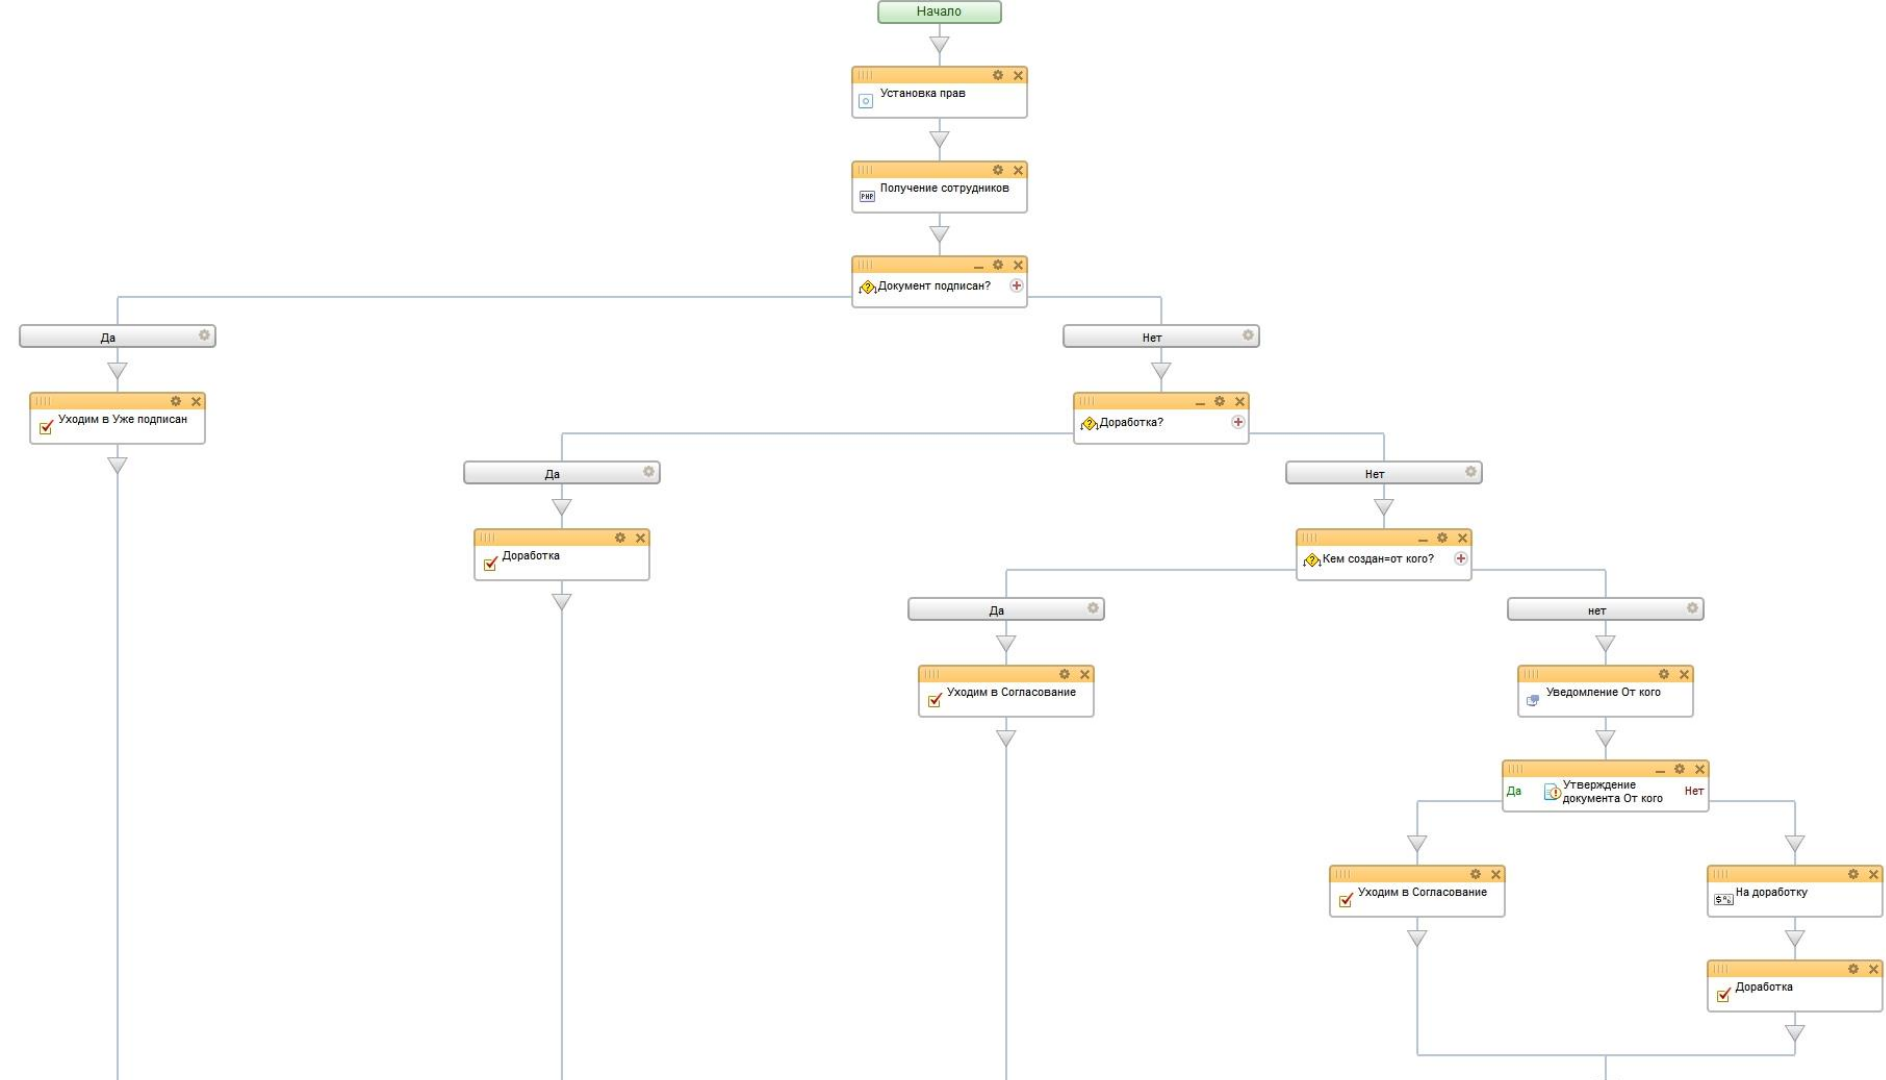 Начало
Установка прав
PHP
Получение сотрудников
Документ подписан?
Да
Нет
Уходим в Уже подписан
Доработка?
Да
Нет
Доработка
Кем создан=от кого?
Да
нет
Уходим в Согласование
Уведомление От кого
Да
Утверждение
документа От кого
Нет
Уходим в Согласование
На доработку
Доработка